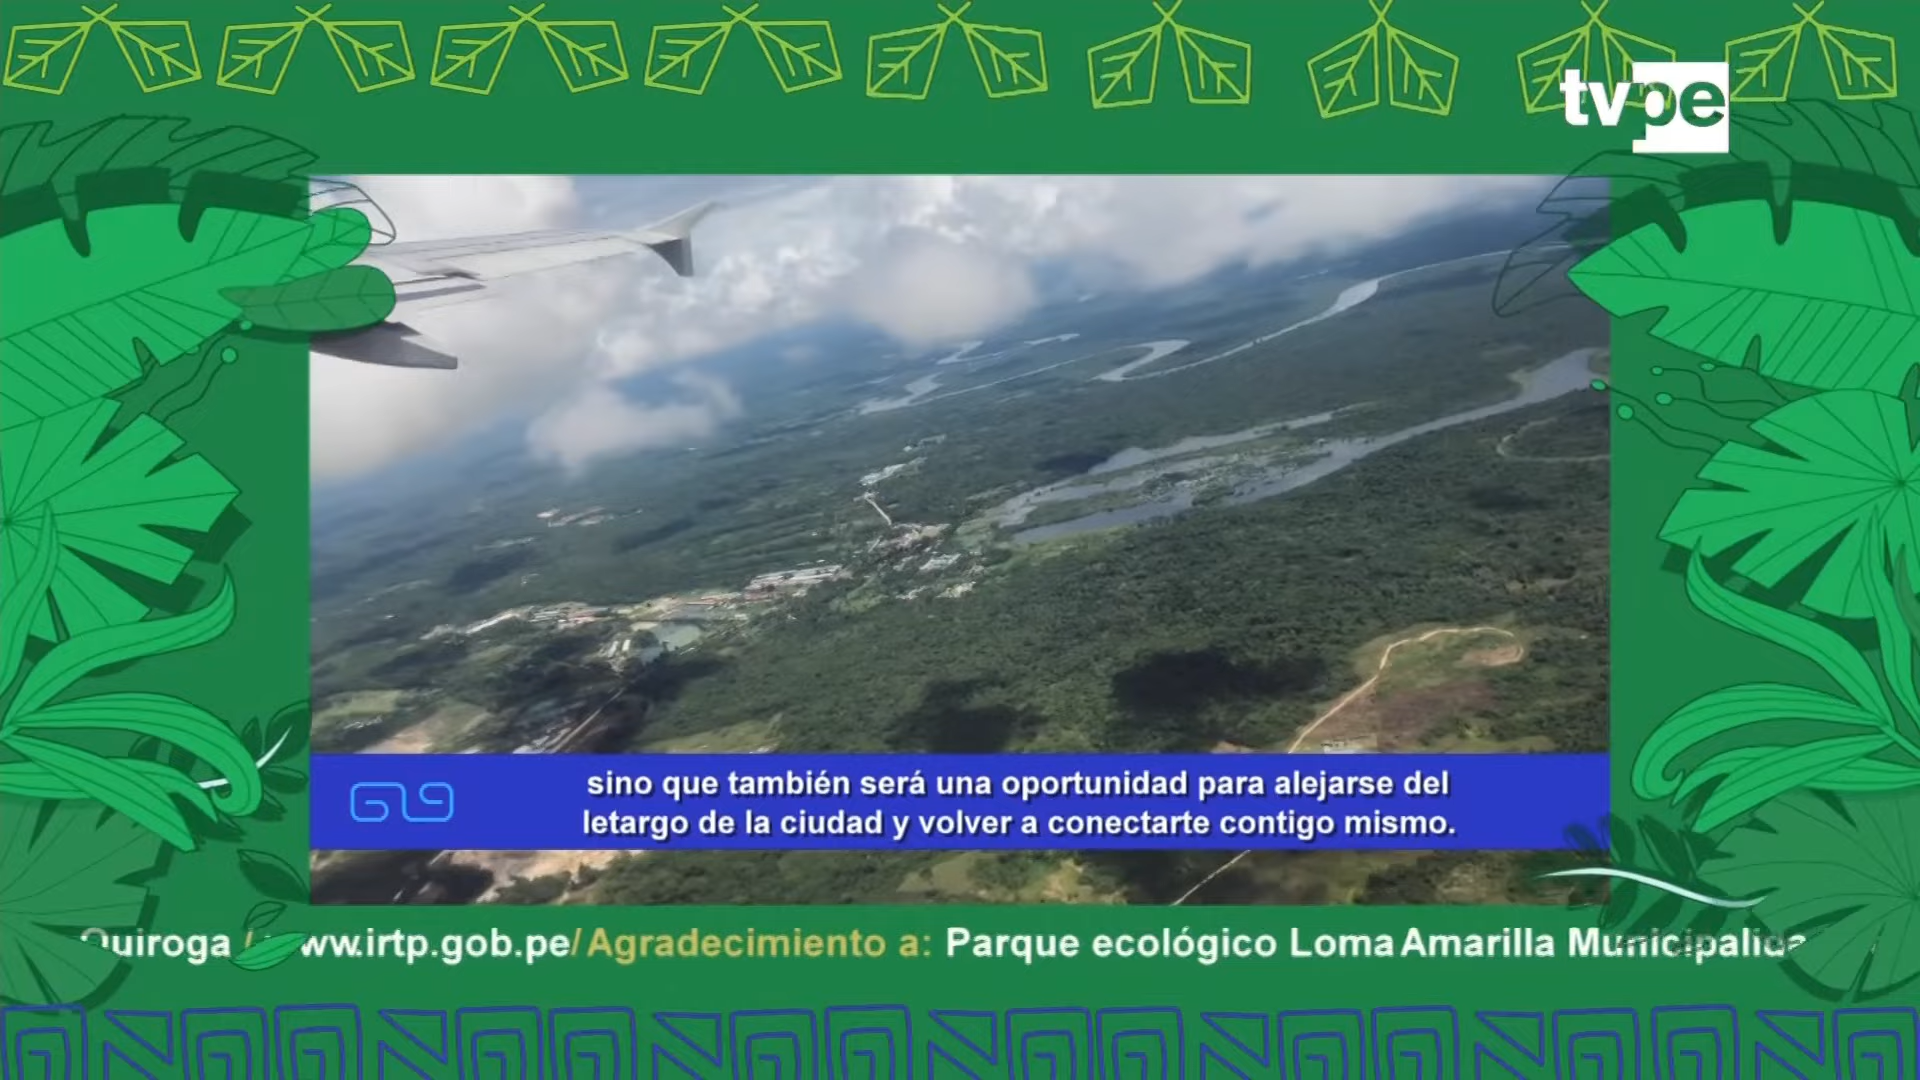 tvpe
sino que también será una oportunidad para alejarse del
letargo de la ciudad y volver a conectarte contigo mismo.
Quiroga / www.irtp.gob.pe/ Agradecimiento a: Parque ecológico Loma Amarilla